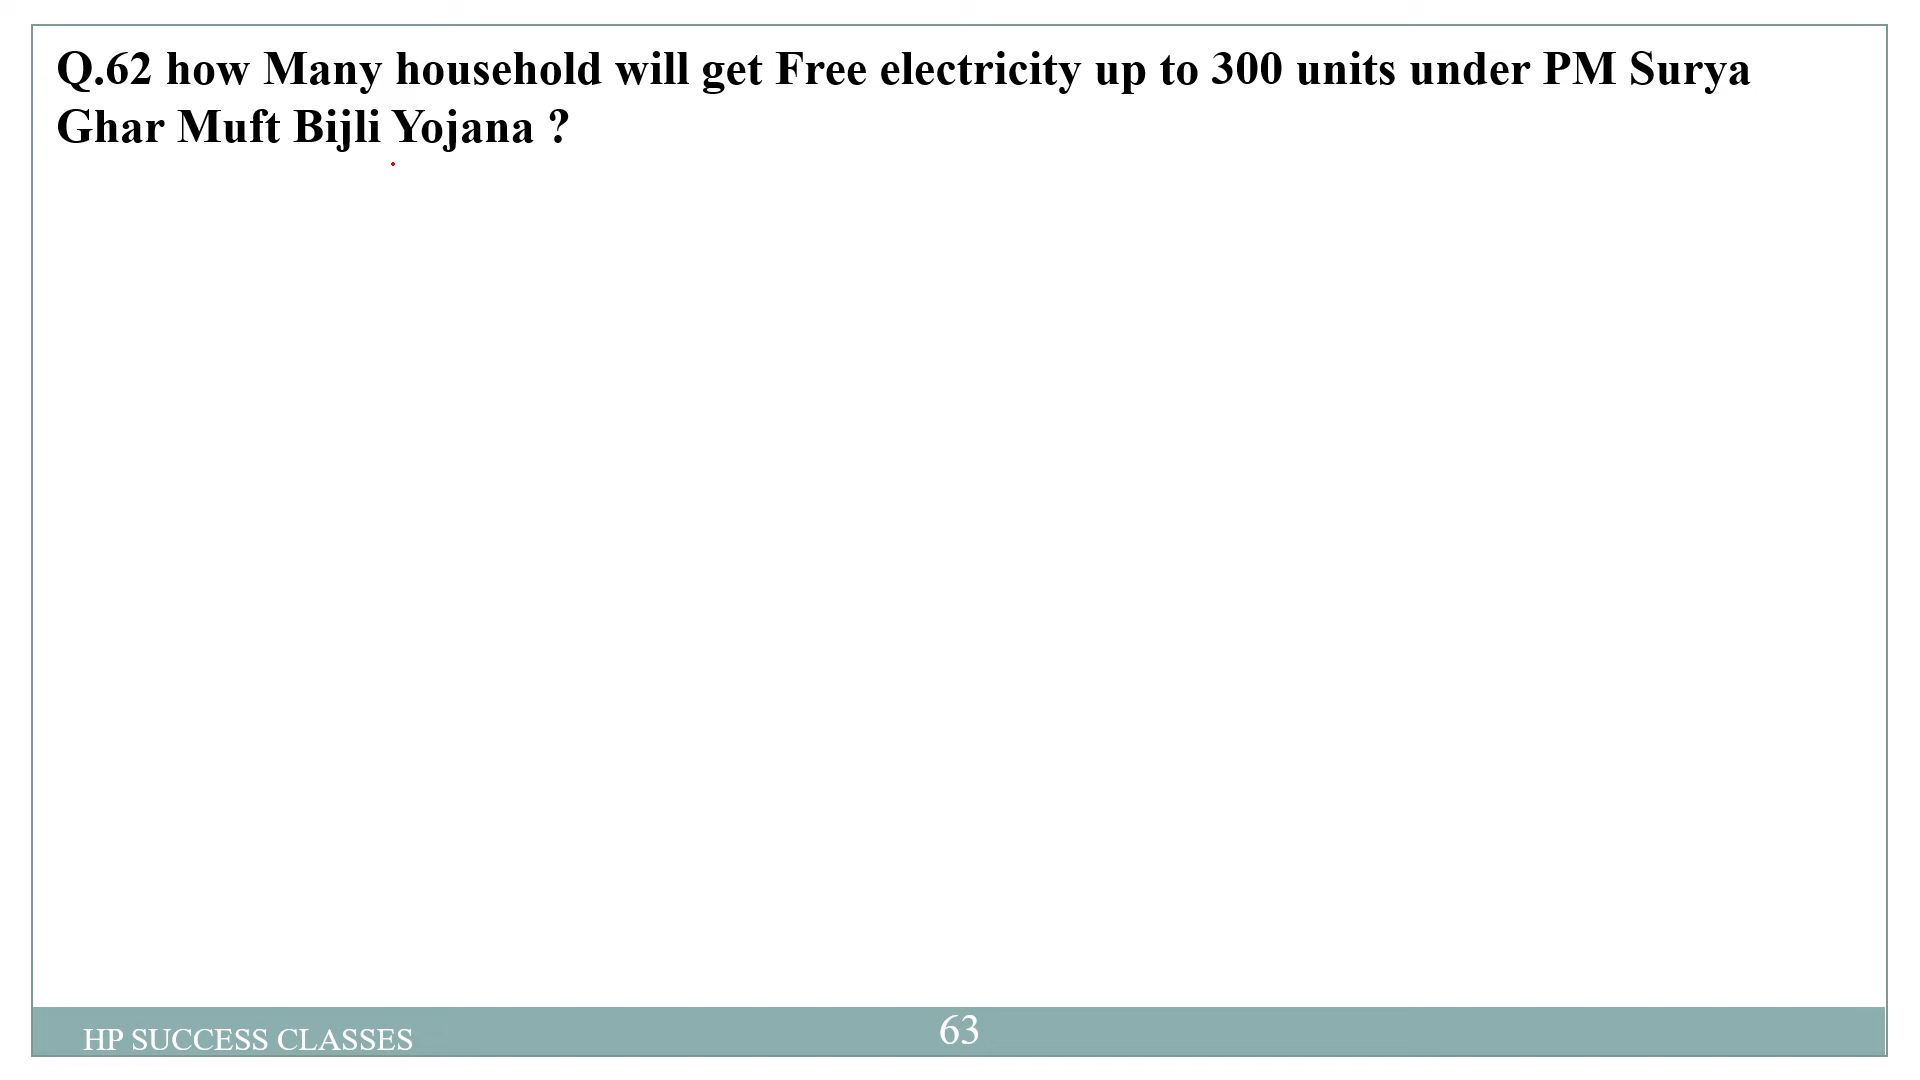 Q.62 how Many household will get Free electricity up to 300 units under PM Surya
Ghar Muft Bijli Yojana ?
HP SUCCESS CLASSES
63